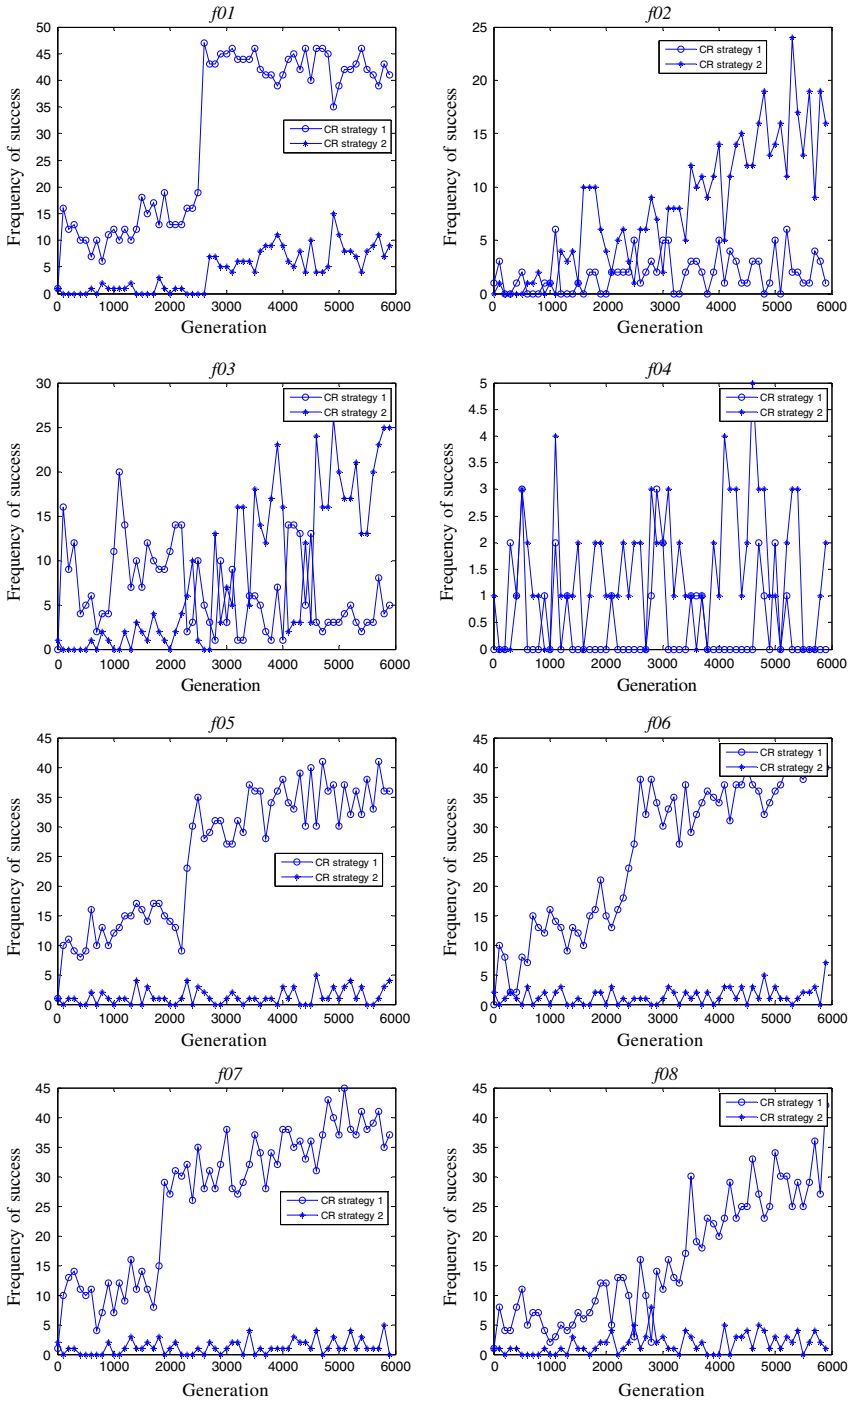 f01
50
45
40
35
30
25
20
15
10
5
0
0 1000 2000 3000 4000 5000 6000
Frequency of success
Generation
CR strategy 1
CR strategy 2
f02
25
20
15
10
5
0
0 1000 2000 3000 4000 5000 6000
Frequency of success
Generation
CR strategy 1
CR strategy 2
f03
30
25
20
15
10
5
0
0 1000 2000 3000 4000 5000 6000
Frequency of success
Generation
CR strategy 1
CR strategy 2
f04
5
4.5
4
3.5
3
2.5
2
1.5
1
0.5
0
0 1000 2000 3000 4000 5000 6000
Frequency of success
Generation
CR strategy 1
CR strategy 2
f05
45
40
35
30
25
20
15
10
5
0
0 1000 2000 3000 4000 5000 6000
Frequency of success
Generation
CR strategy 1
CR strategy 2
f06
45
40
35
30
25
20
15
10
5
0
0 1000 2000 3000 4000 5000 6000
Frequency of success
Generation
CR strategy 1
CR strategy 2
f07
45
40
35
30
25
20
15
10
5
0
0 1000 2000 3000 4000 5000 6000
Frequency of success
Generation
CR strategy 1
CR strategy 2
f08
45
40
35
30
25
20
15
10
5
0
0 1000 2000 3000 4000 5000 6000
Frequency of success
Generation
CR strategy 1
CR strategy 2